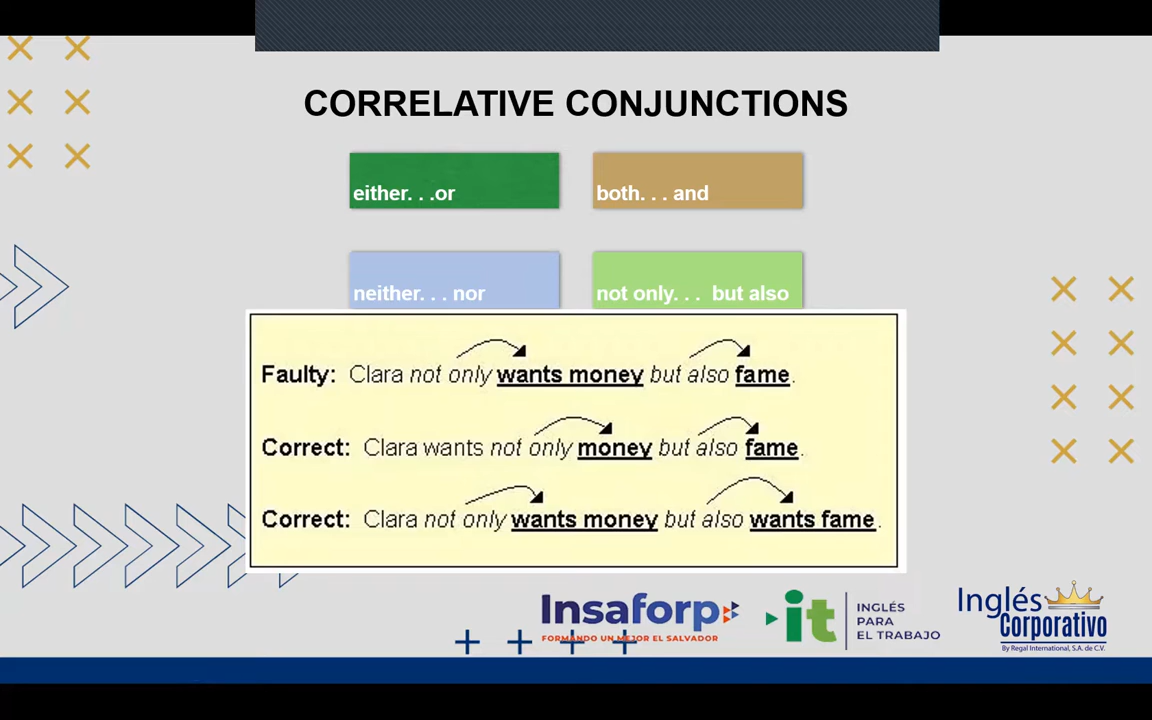 CORRELATIVE CONJUNCTIONS
either. . .or
both. . . and
neither. . . nor
not only. . . but also
Faulty: Clara not only wants money but also fame.
Correct: Clara wants not only money but also fame.
Correct: Clara not only wants money but also wants fame.
Insaforp
FORMANDO UN MEJOR EL SALVADOR
it
INGLÉS
PARA
EL TRABAJO
Inglés
Corporativo
By Regal International, S.A. de C.V.